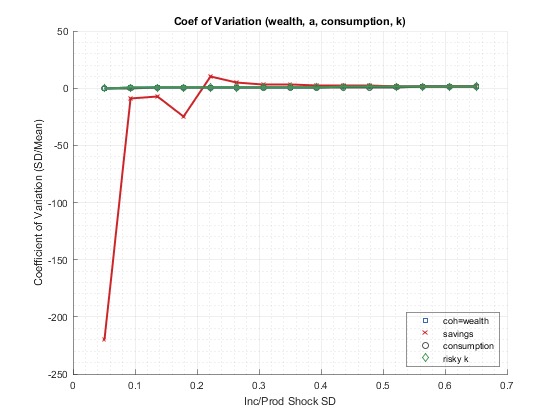 Coef of Variation (wealth, a, consumption, k)
50
0
-50
-100
-150
-200
-250
Coefficient of Variation (SD/Mean)
0
0.1
0.2
0.3
0.4
0.5
0.6
0.7
Inc/Prod Shock SD
coh=wealth
savings
consumption
risky k